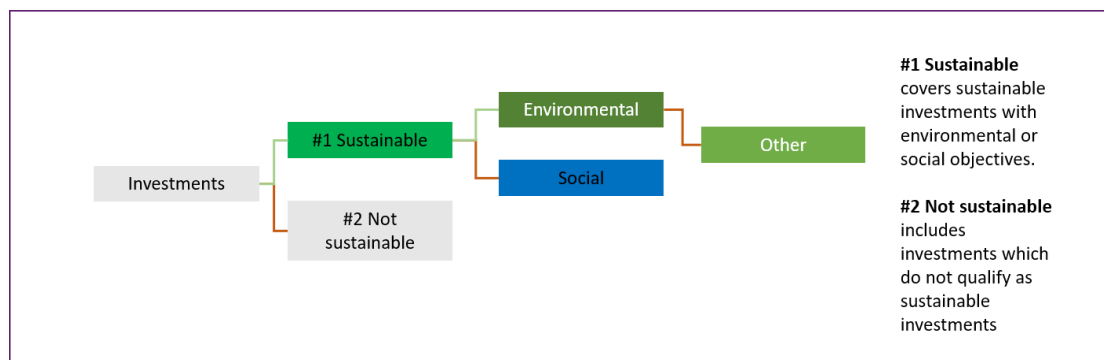 Investments
#1 Sustainable
#2 Not
sustainable
Environmental
Social
Other
#1 Sustainable
covers sustainable
investments with
environmental or
social objectives.
#2 Not sustainable
includes
investments which
do not qualify as
sustainable
investments